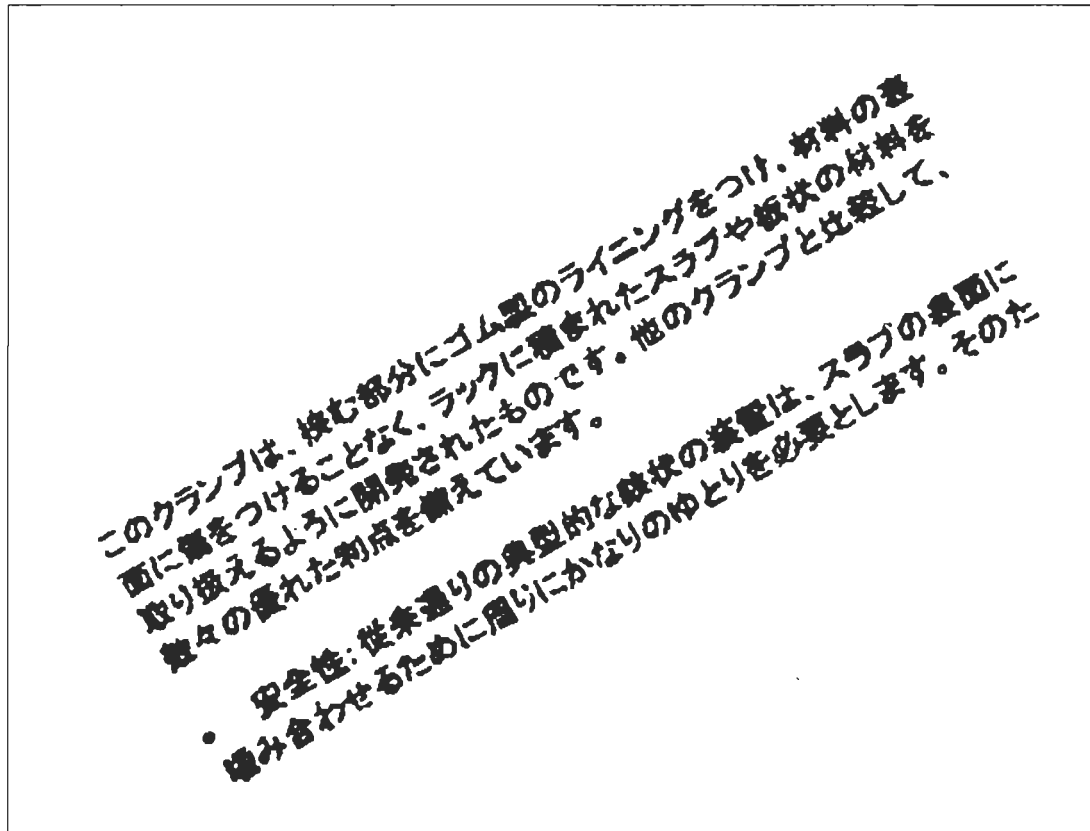 このクランプは、挟む部分にゴム製のライニングをつけ、材料の表
面に傷をつけることなく、ラックに積まれたスラブや板状の材料を
取り扱えるように開発されたものです。他のクランプと比較して、
数々の優れた利点を備えています。
• 安全性: 従来通りの典型的な鋏状の装置は、スラブの表面に
噛み合わせるために周りにかなりのゆとりを必要とします。そのた